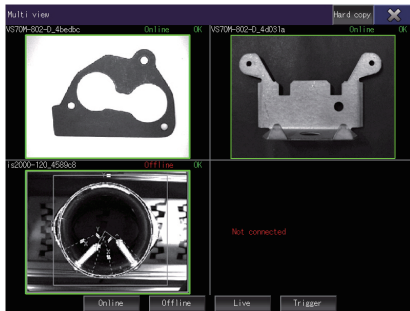 Multi view
Hard copy
VS70M-802-D_4bedbc Online OK
VS70M-802-D_4d031a Online OK
is2000-120_4589c8 Offline OK
Not connected
Online Offline Live Trigger